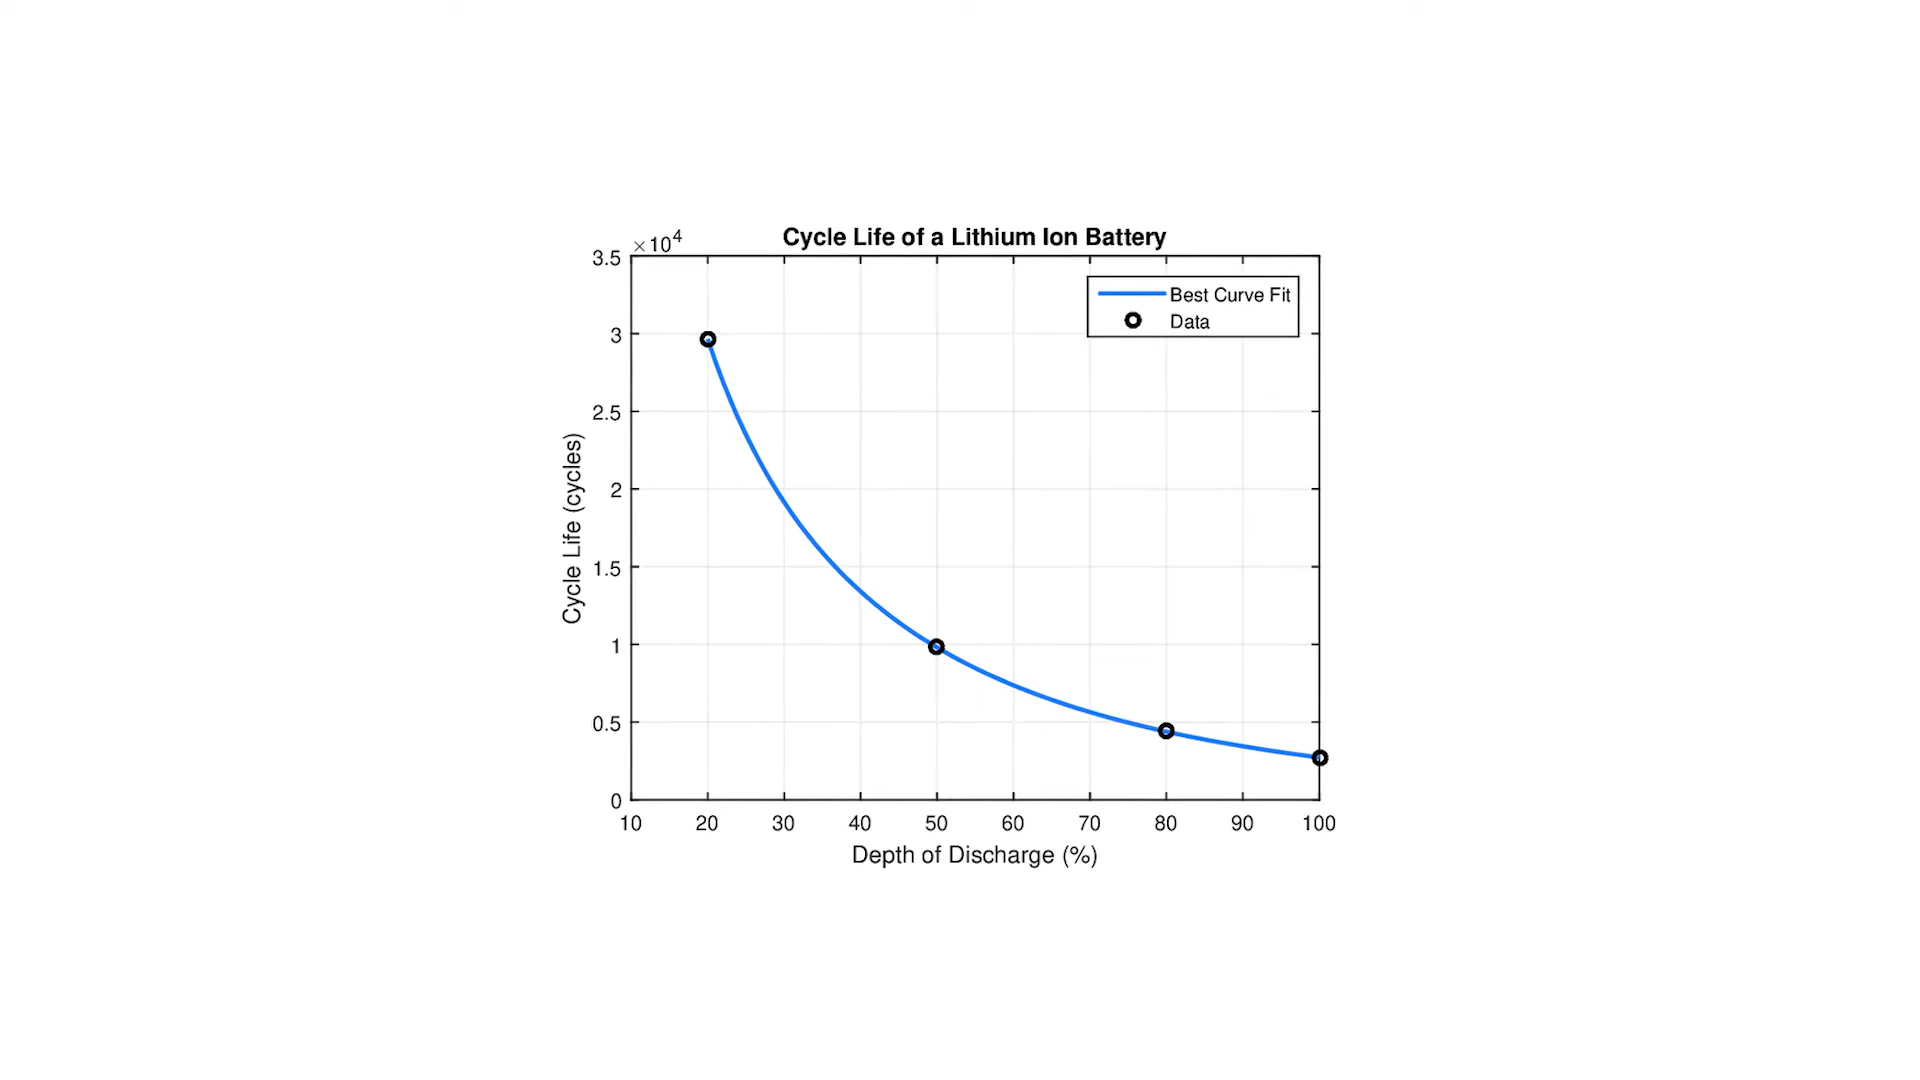 Cycle Life of a Lithium Ion Battery
×10⁴
3.5
3
2.5
2
1.5
1
0.5
0
Cycle Life (cycles)
Best Curve Fit
Data
10 20 30 40 50 60 70 80 90 100
Depth of Discharge (%)